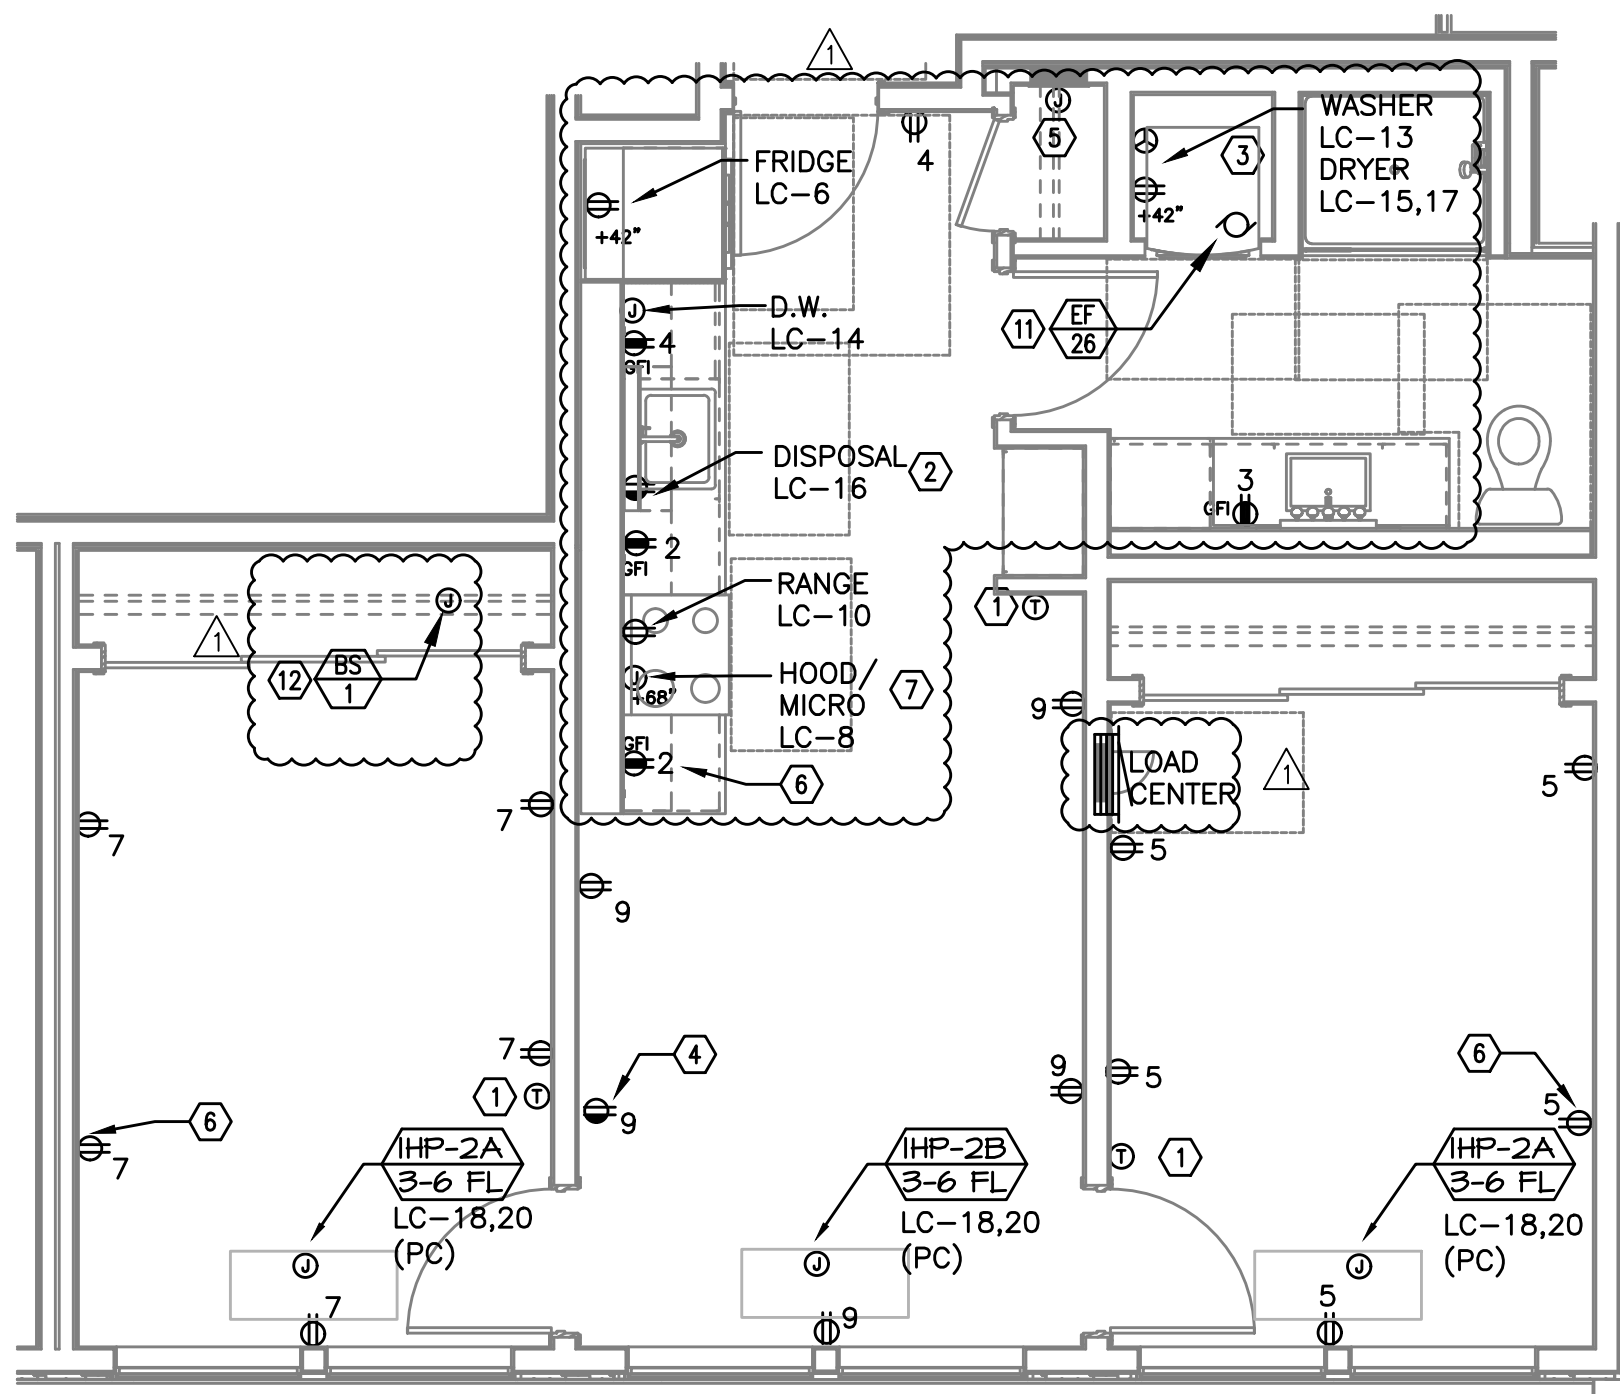 1
J
5
WASHER
LC-13
DRYER
LC-15,17
3
+42"
4
FRIDGE
LC-6
+42"
J
D.W.
LC-14
4
GFI
11
EF
26
DISPOSAL
LC-16
2
3
GFI
2
GFI
RANGE
LC-10
1
T
J
1
12
BS
1
HOOD/
MICRO
LC-8
J
+68"
7
9
GFI
2
6
LOAD
CENTER
1
5
7
7
5
9
7
9
5
4
6
1
T
9
5
6
7
T
1
IHP-2A
3-6 FL
LC-18,20
(PC)
IHP-2B
3-6 FL
LC-18,20
(PC)
IHP-2A
3-6 FL
LC-18,20
(PC)
J
J
J
7
9
5